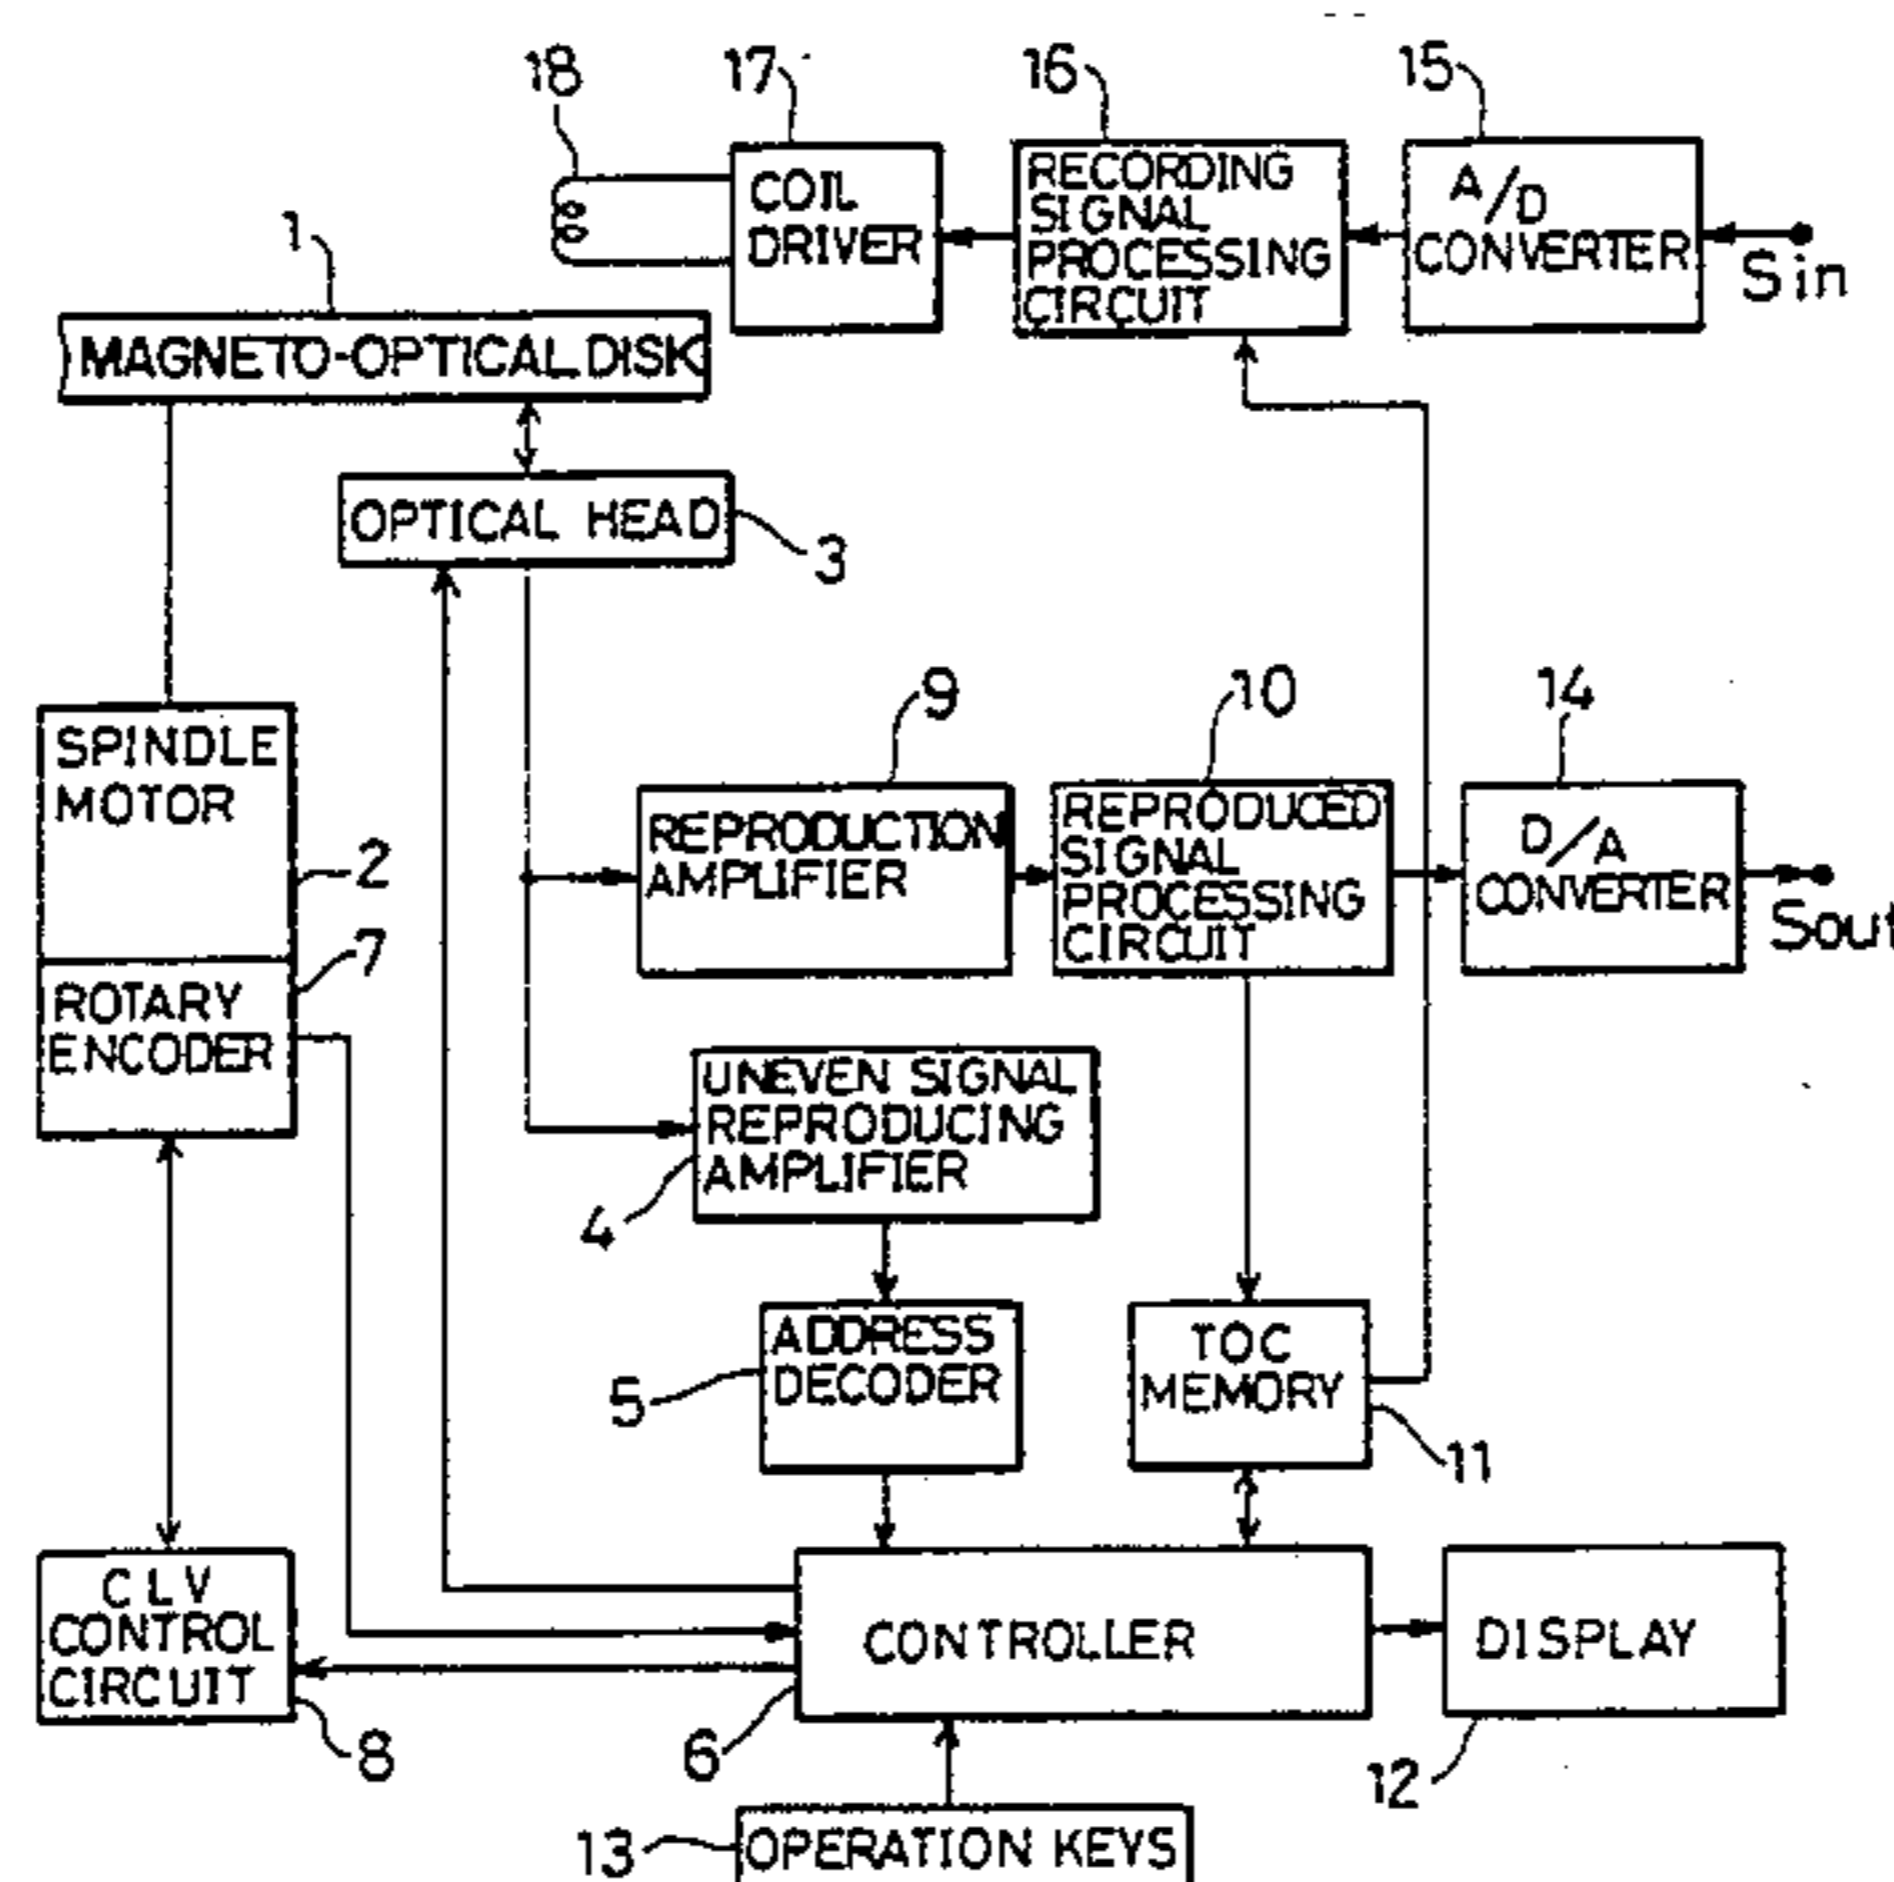 18
17
16
15
COIL
DRIVER
RECORDING
SIGNAL
PROCESSING
CIRCUIT
A/D
CONVERTER
Sin
1
MAGNETO-OPTICAL DISK
OPTICAL HEAD
3
SPINDLE
MOTOR
2
ROTARY
ENCODER
7
9
REPRODUCTION
AMPLIFIER
10
REPRODUCED
SIGNAL
PROCESSING
CIRCUIT
14
D/A
CONVERTER
Sout
UNEVEN SIGNAL
REPRODUCING
AMPLIFIER
4
ADDRESS
DECODER
5
TOC
MEMORY
11
CLV
CONTROL
CIRCUIT
8
CONTROLLER
6
DISPLAY
12
13
OPERATION KEYS